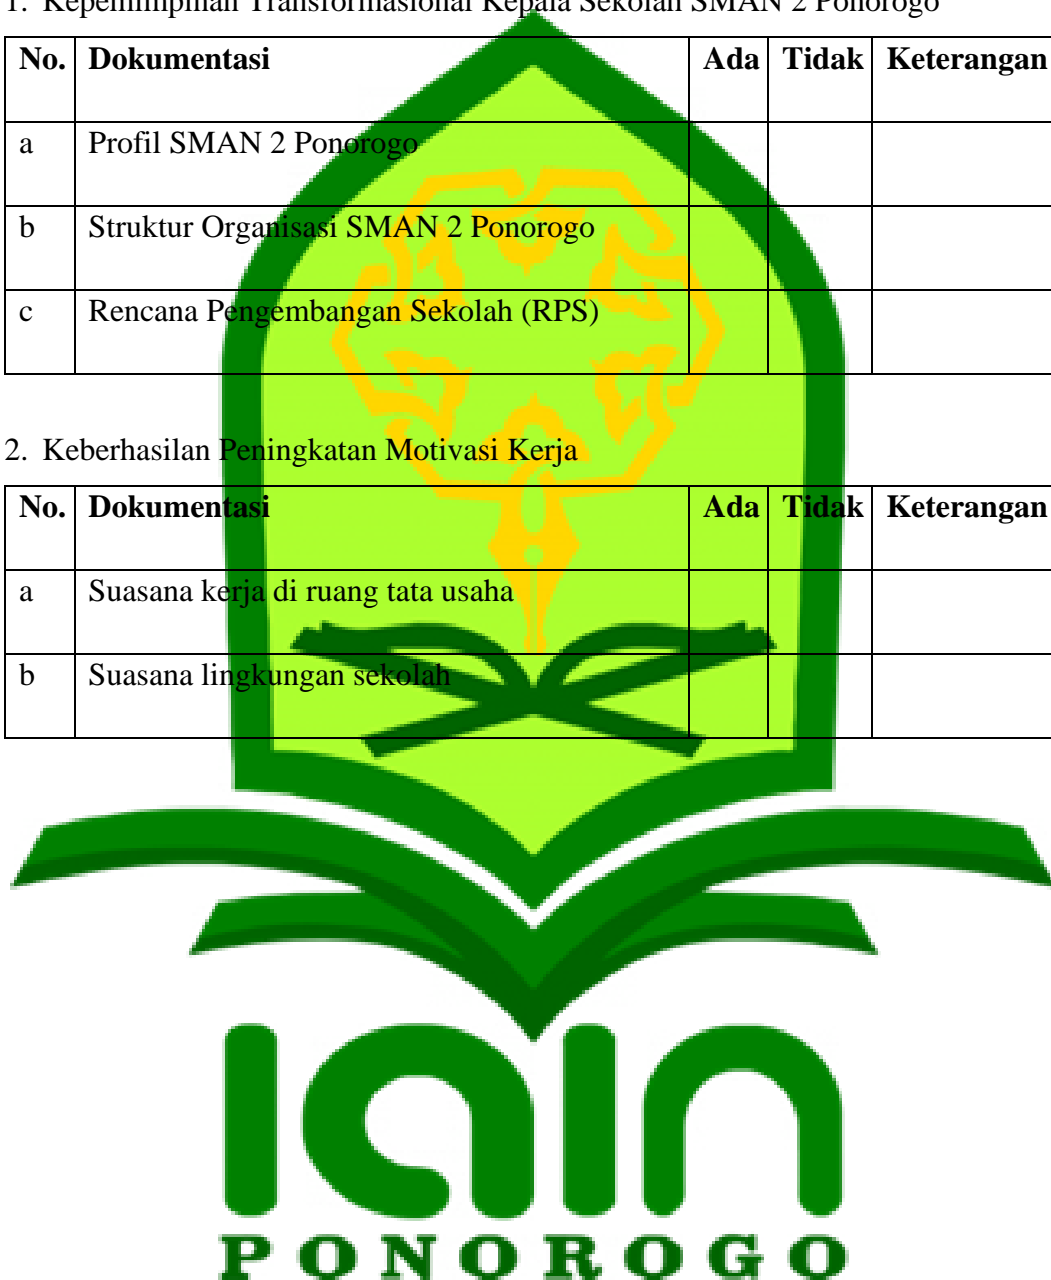 1. Kepemimpinan Transformasional Kepala Sekolah SMAN 2 Ponorogo
No. Dokumentasi Ada Tidak Keterangan
a Profil SMAN 2 Ponorogo
b Struktur Organisasi SMAN 2 Ponorogo
c Rencana Pengembangan Sekolah (RPS)
2. Keberhasilan Peningkatan Motivasi Kerja
No. Dokumentasi Ada Tidak Keterangan
a Suasana kerja di ruang tata usaha
b Suasana lingkungan sekolah
IAIN
PONOROGO